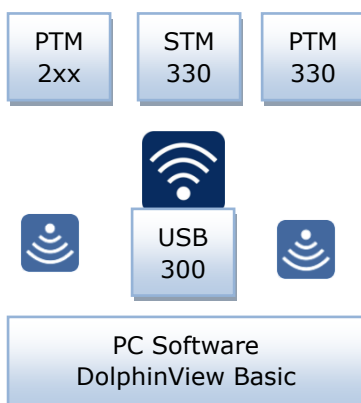 PTM
2xx
STM
330
PTM
330
USB
300
PC Software
DolphinView Basic